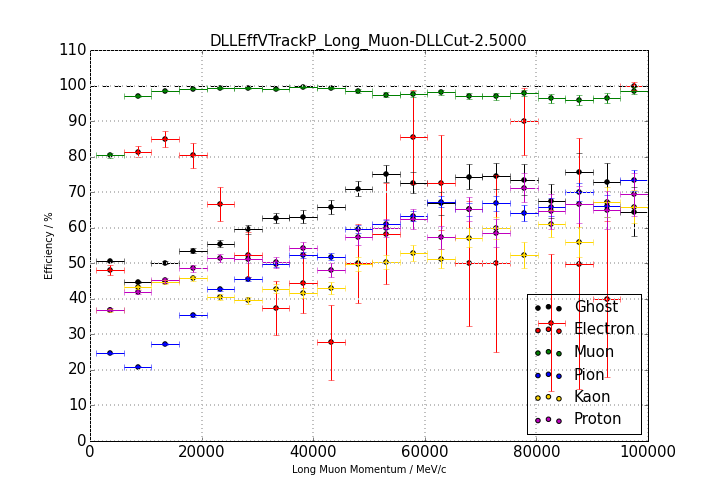 DLLEffVTrackP_Long_Muon-DLLCut-2.5000
110
100
90
80
70
60
50
40
30
20
10
0
Efficiency / %
Ghost
Electron
Muon
Pion
Kaon
Proton
0 20000 40000 60000 80000 100000
Long Muon Momentum / MeV/c